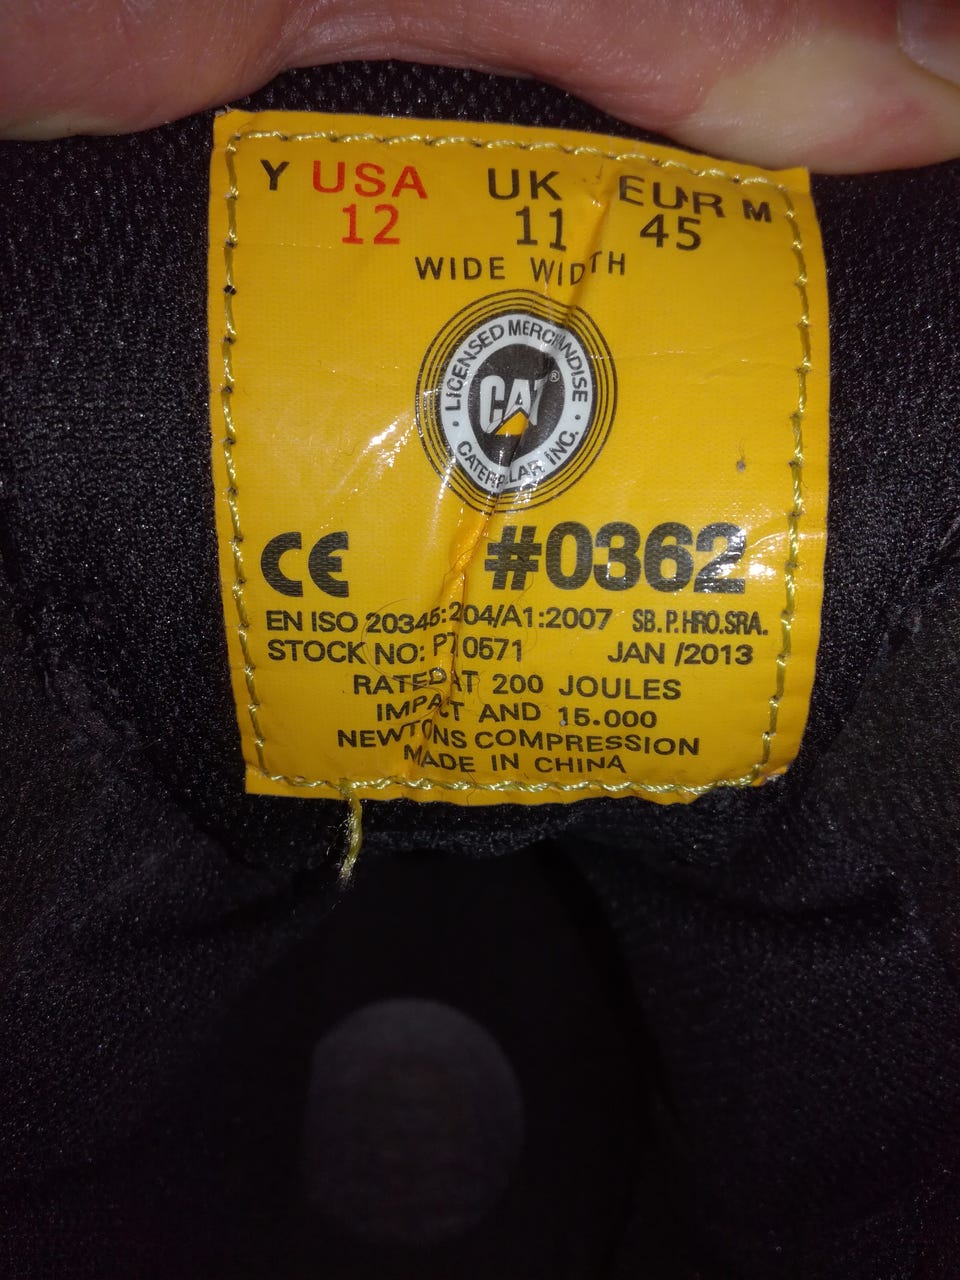 Y USA UK EUR M
12 11 45
WIDE WIDTH
LICENSED MERCHANDISE
CAT®
CATERPILLAR INC.
CE #0362
EN ISO 20345:204/A1:2007 SB.P.HRO.SRA.
STOCK NO: P710571 JAN /2013
RATED AT 200 JOULES
IMPACT AND 15.000
NEWTONS COMPRESSION
MADE IN CHINA